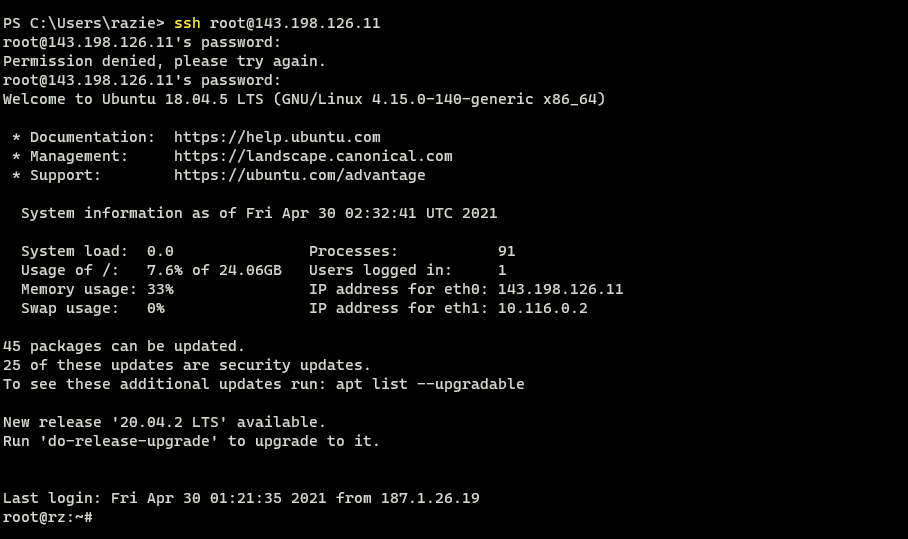 PS C:\Users\razie> ssh root@143.198.126.11
root@143.198.126.11's password:
Permission denied, please try again.
root@143.198.126.11's password:
Welcome to Ubuntu 18.04.5 LTS (GNU/Linux 4.15.0-140-generic x86_64)
* Documentation:  https://help.ubuntu.com
* Management:     https://landscape.canonical.com
* Support:        https://ubuntu.com/advantage
System information as of Fri Apr 30 02:32:41 UTC 2021
System load:  0.0               Processes:           91
Usage of /:   7.6% of 24.06GB   Users logged in:     1
Memory usage: 33%               IP address for eth0: 143.198.126.11
Swap usage:   0%                IP address for eth1: 10.116.0.2
45 packages can be updated.
25 of these updates are security updates.
To see these additional updates run: apt list --upgradable
New release '20.04.2 LTS' available.
Run 'do-release-upgrade' to upgrade to it.
Last login: Fri Apr 30 01:21:35 2021 from 187.1.26.19
root@rz:~#